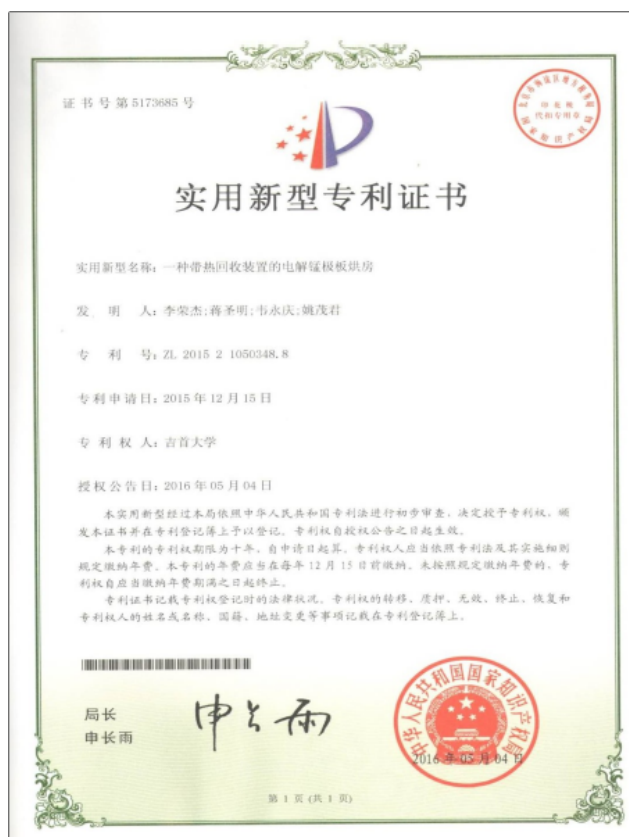 证书号第5173685号
印花税
代扣专用章
实用新型专利证书
实用新型名称：一种带热回收装置的电解锰极板烘房
发 明 人：李荣杰;蒋圣明;韦永庆;姚茂君
专 利 号：ZL 2015 2 1050348.8
专利申请日：2015年12月15日
专 利 权 人：吉首大学
授权公告日：2016年05月04日
本实用新型经过本局依照中华人民共和国专利法进行初步审查，决定授予专利权，颁
发本证书并在专利登记簿上予以登记。专利权自授权公告之日起生效。
本专利的专利权期限为十年，自申请日起算。专利权人应当依照专利法及其实施细则
规定缴纳年费。本专利的年费应当在每年12月15日前缴纳。未按照规定缴纳年费的，专
利权自应当缴纳年费期满之日起终止。
专利证书记载专利权登记时的法律状况。专利权的转移、质押、无效、终止、恢复和
专利权人的姓名或名称、国籍、地址变更等事项记载在专利登记簿上。
局长
申长雨
申长雨
中华人民共和国国家知识产权局
2016年05月04日
第1页(共1页)